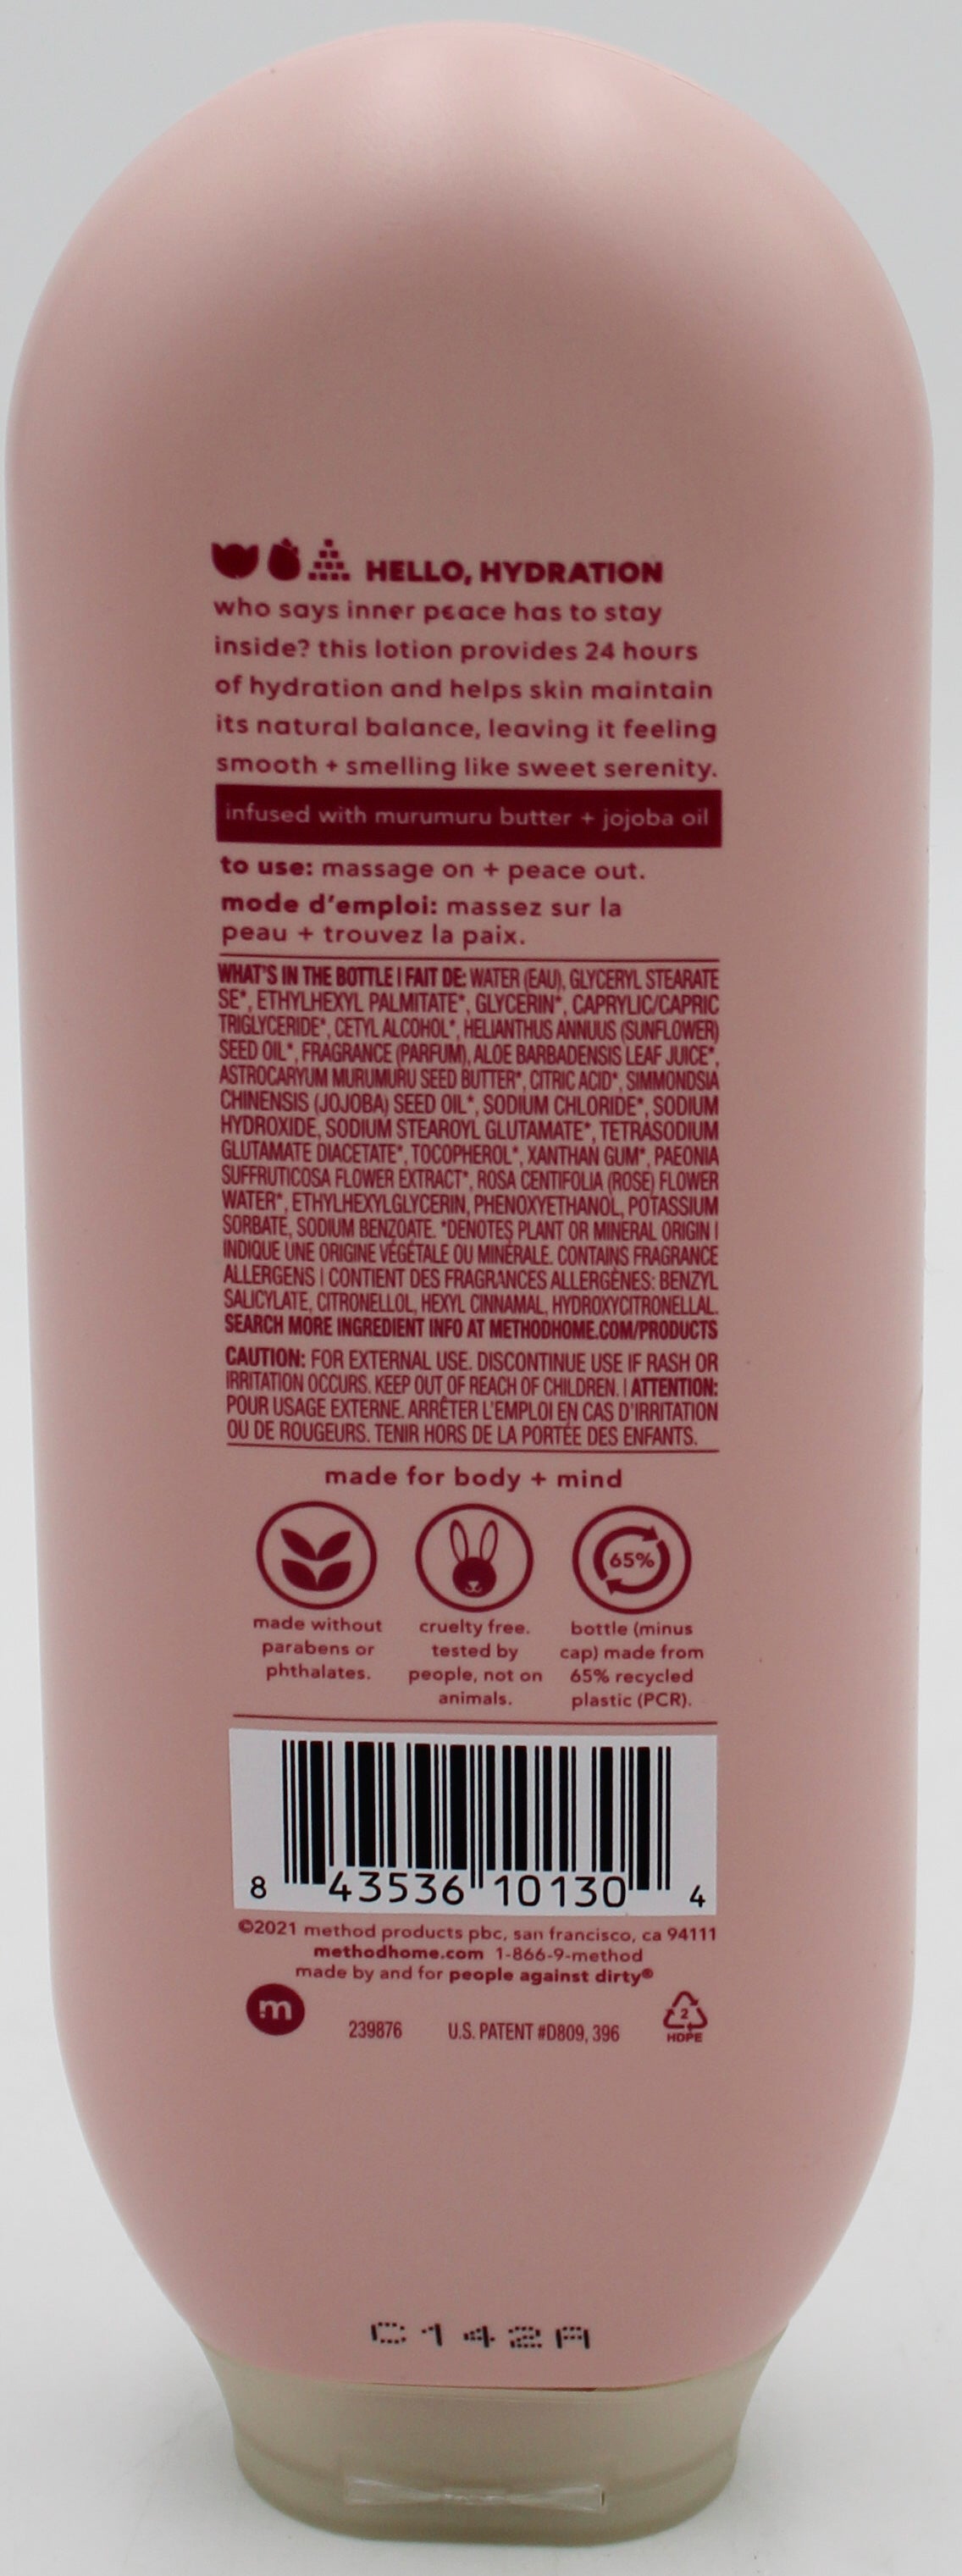 HELLO, HYDRATION
who says inner peace has to stay
inside? this lotion provides 24 hours
of hydration and helps skin maintain
its natural balance, leaving it feeling
smooth + smelling like sweet serenity.
infused with murumuru butter + jojoba oil
to use: massage on + peace out.
mode d'emploi: massez sur la
peau + trouvez la paix.
WHAT'S IN THE BOTTLE | FAIT DE: WATER (EAU), GLYCERYL STEARATE
SE*, ETHYLHEXYL PALMITATE*, GLYCERIN*, CAPRYLIC/CAPRIC
TRIGLYCERIDE*, CETYL ALCOHOL*, HELIANTHUS ANNUUS (SUNFLOWER)
SEED OIL*, FRAGRANCE (PARFUM), ALOE BARBADENSIS LEAF JUICE*,
ASTROCARYUM MURUMURU SEED BUTTER*, CITRIC ACID*, SIMMONDSIA
CHINENSIS (JOJOBA) SEED OIL*, SODIUM CHLORIDE*, SODIUM
HYDROXIDE, SODIUM STEAROYL GLUTAMATE*, TETRASODIUM
GLUTAMATE DIACETATE*, TOCOPHEROL*, XANTHAN GUM*, PAEONIA
SUFFRUTICOSA FLOWER EXTRACT*, ROSA CENTIFOLIA (ROSE) FLOWER
WATER*, ETHYLHEXYLGLYCERIN, PHENOXYETHANOL, POTASSIUM
SORBATE, SODIUM BENZOATE. *DENOTES PLANT OR MINERAL ORIGIN |
INDIQUE UNE ORIGINE VÉGÉTALE OU MINÉRALE. CONTAINS FRAGRANCE
ALLERGENS | CONTIENT DES FRAGRANCES ALLERGÈNES: BENZYL
SALICYLATE, CITRONELLOL, HEXYL CINNAMAL, HYDROXYCITRONELLAL.
SEARCH MORE INGREDIENT INFO AT METHODHOME.COM/PRODUCTS
CAUTION: FOR EXTERNAL USE. DISCONTINUE USE IF RASH OR
IRRITATION OCCURS. KEEP OUT OF REACH OF CHILDREN. | ATTENTION:
POUR USAGE EXTERNE. ARRÊTER L'EMPLOI EN CAS D'IRRITATION
OU DE ROUGEURS. TENIR HORS DE LA PORTÉE DES ENFANTS.
made for body + mind
65%
made without
parabens or
phthalates.
cruelty free.
tested by
people, not on
animals.
bottle (minus
cap) made from
65% recycled
plastic (PCR).
8 43536 10130 4
©2021 method products pbc, san francisco, ca 94111
methodhome.com 1-866-9-method
made by and for people against dirty®
m
239876 U.S. PATENT #D809, 396
2
HDPE
C142A